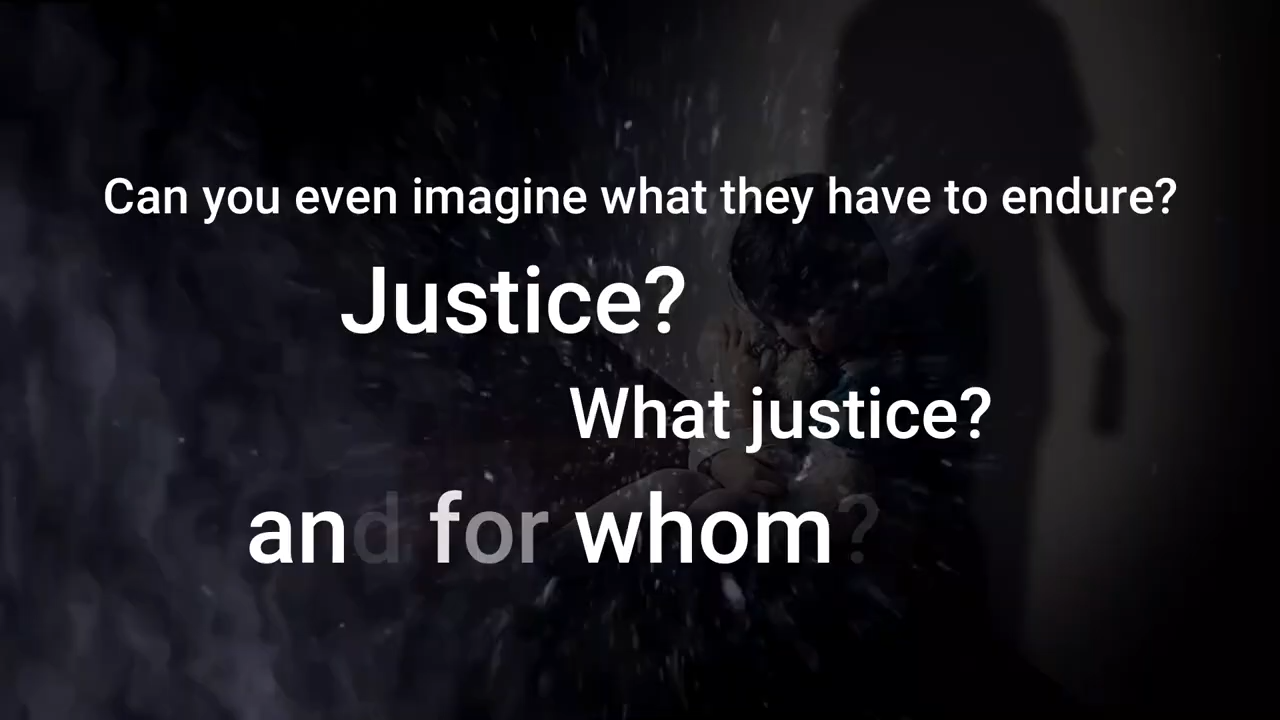 Can you even imagine what they have to endure?
Justice?
What justice?
and for whom?